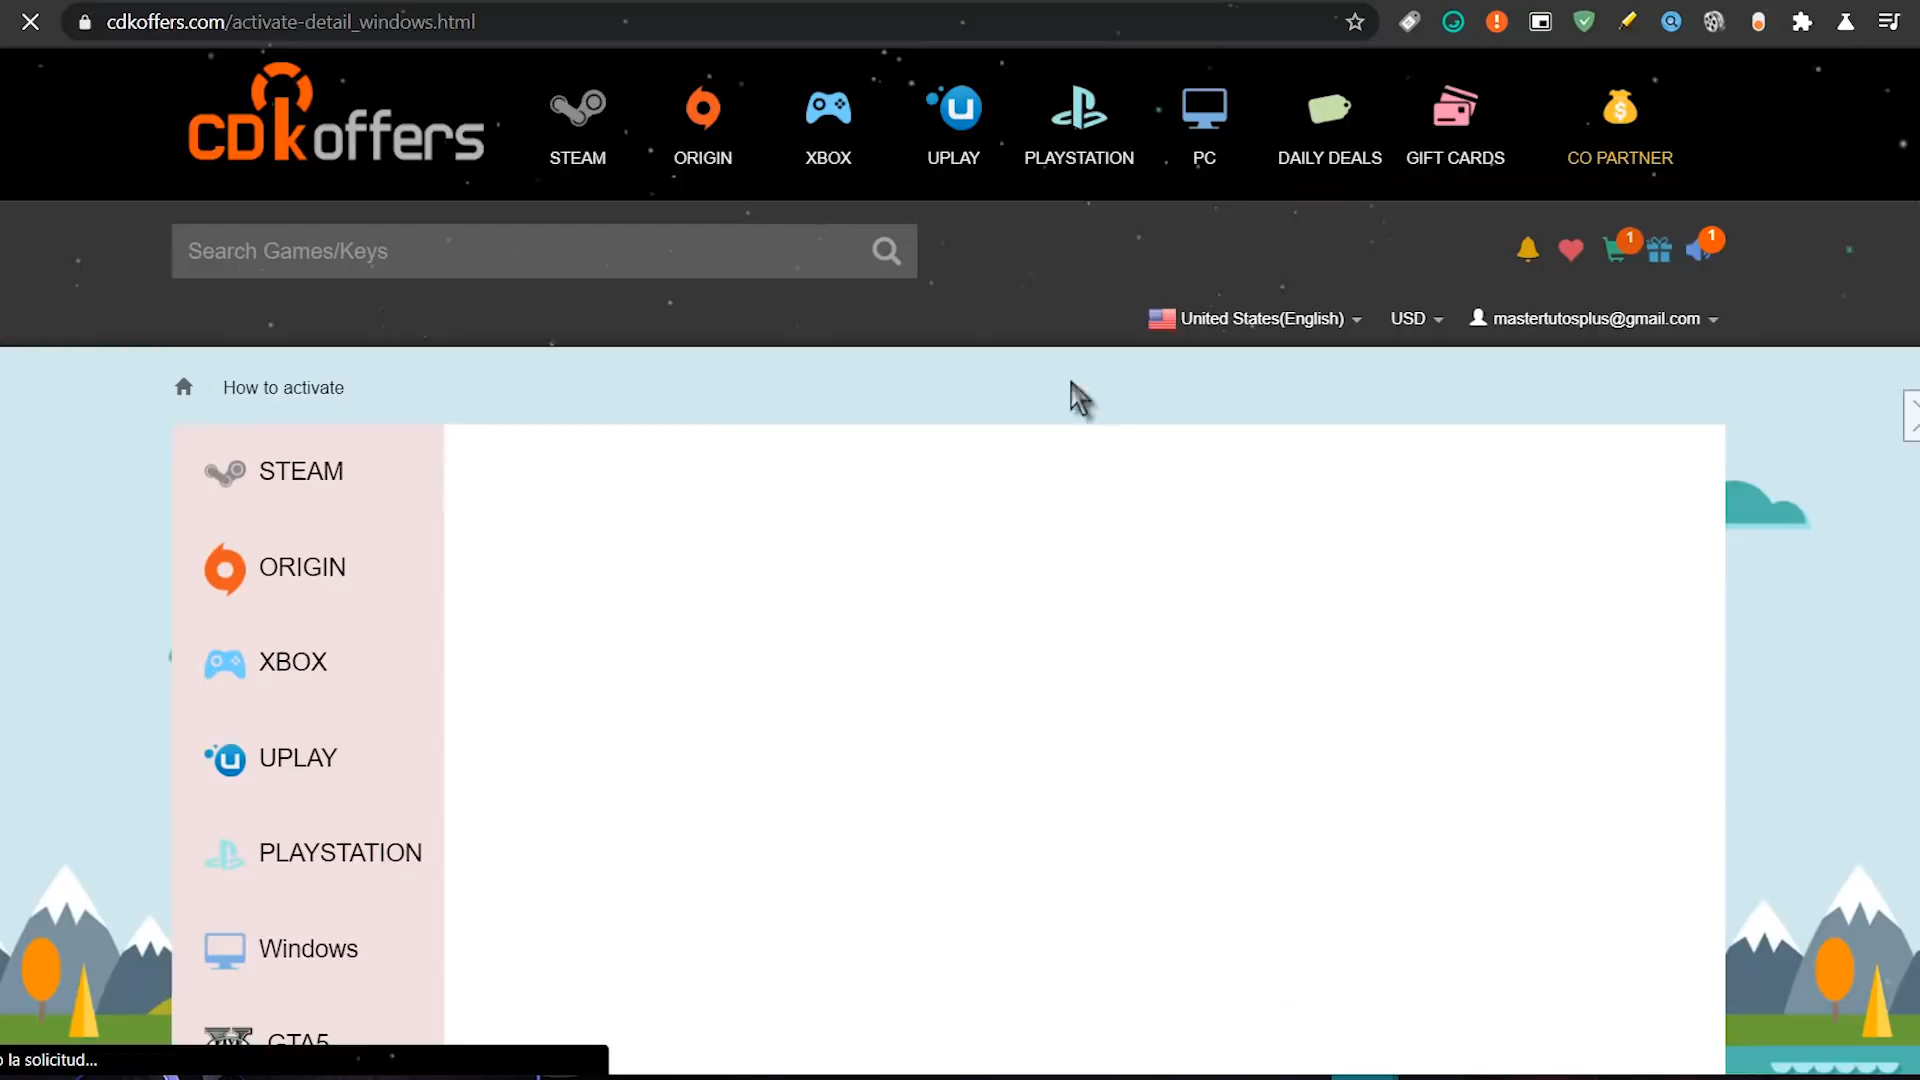 cdkoffers.com/activate-detail_windows.html
CDkoffers
STEAM
ORIGIN
XBOX
UPLAY
PLAYSTATION
PC
DAILY DEALS
GIFT CARDS
CO PARTNER
Search Games/Keys
1
1
United States(English)
USD
mastertutosplus@gmail.com
How to activate
STEAM
ORIGIN
XBOX
UPLAY
PLAYSTATION
Windows
GTA5
o la solicitud...